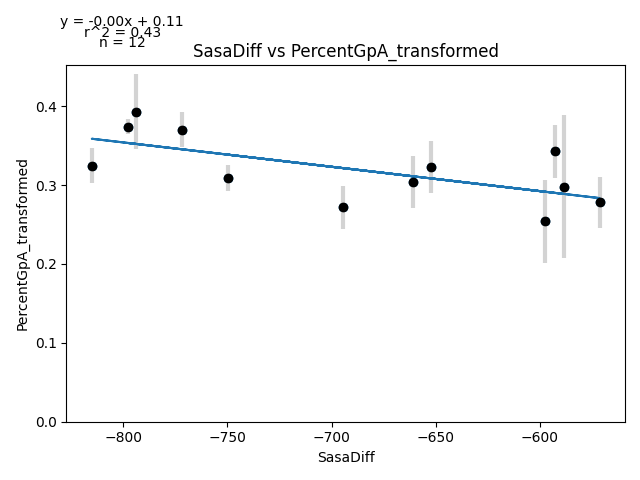 y = -0.00x + 0.11
r^2 = 0.43
n = 12
SasaDiff vs PercentGpA_transformed
PercentGpA_transformed
0.4
0.3
0.2
0.1
0.0
−800
−750
−700
−650
−600
SasaDiff